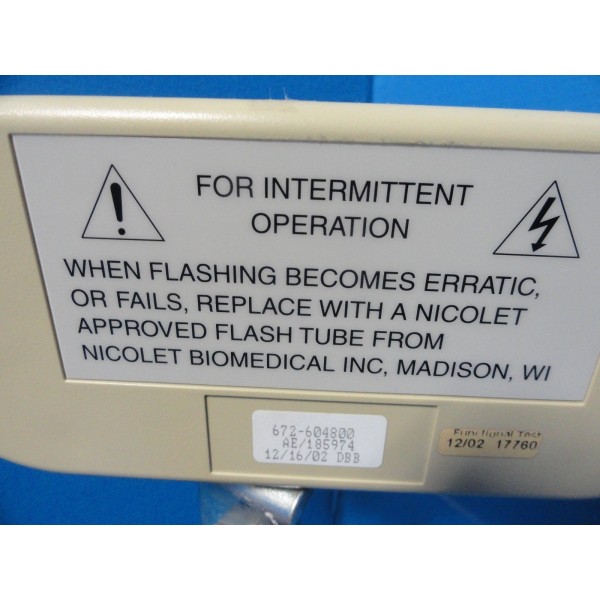 FOR INTERMITTENT
OPERATION
WHEN FLASHING BECOMES ERRATIC,
OR FAILS, REPLACE WITH A NICOLET
APPROVED FLASH TUBE FROM
NICOLET BIOMEDICAL INC, MADISON, WI
672-604800
AE/185974
12/16/02 DBB
Functional Test
12/02 17760